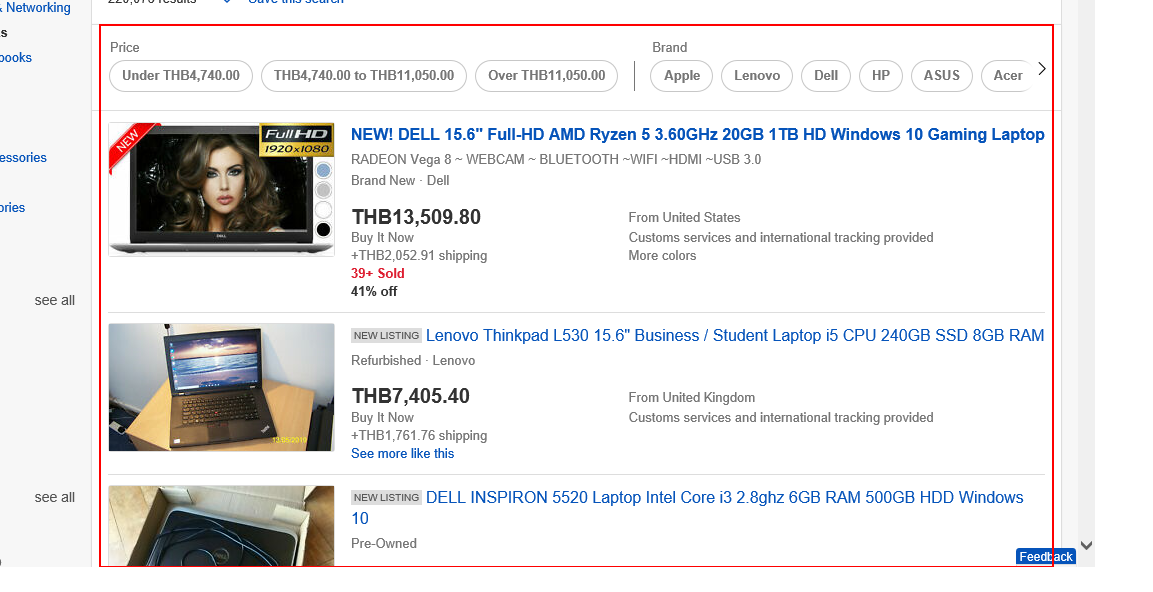 & Networking
results
Save this search
Price
Brand
Under THB4,740.00
THB4,740.00 to THB11,050.00
Over THB11,050.00
Apple
Lenovo
Dell
HP
ASUS
Acer
NEW
Full HD
1920x1080
DELL
NEW! DELL 15.6" Full-HD AMD Ryzen 5 3.60GHz 20GB 1TB HD Windows 10 Gaming Laptop
RADEON Vega 8 ~ WEBCAM ~ BLUETOOTH ~WIFI ~HDMI ~USB 3.0
Brand New · Dell
THB13,509.80
From United States
Buy It Now
Customs services and international tracking provided
+THB2,052.91 shipping
More colors
39+ Sold
41% off
see all
NEW LISTING Lenovo Thinkpad L530 15.6" Business / Student Laptop i5 CPU 240GB SSD 8GB RAM
Refurbished · Lenovo
THB7,405.40
From United Kingdom
Buy It Now
Customs services and international tracking provided
+THB1,761.76 shipping
See more like this
see all
NEW LISTING DELL INSPIRON 5520 Laptop Intel Core i3 2.8ghz 6GB RAM 500GB HDD Windows
10
Pre-Owned
Feedback